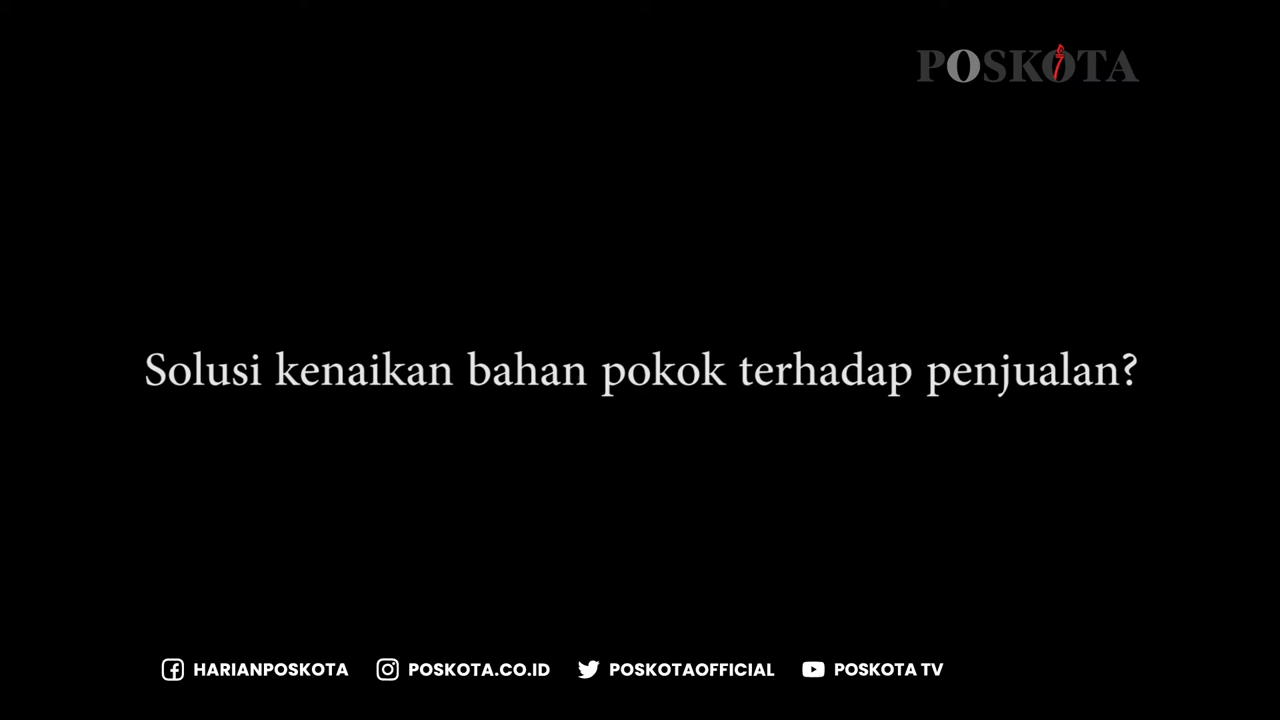 POSKOTA
Solusi kenaikan bahan pokok terhadap penjualan?
HARIANPOSKOTA POSKOTA.CO.ID POSKOTAOFFICIAL POSKOTA TV